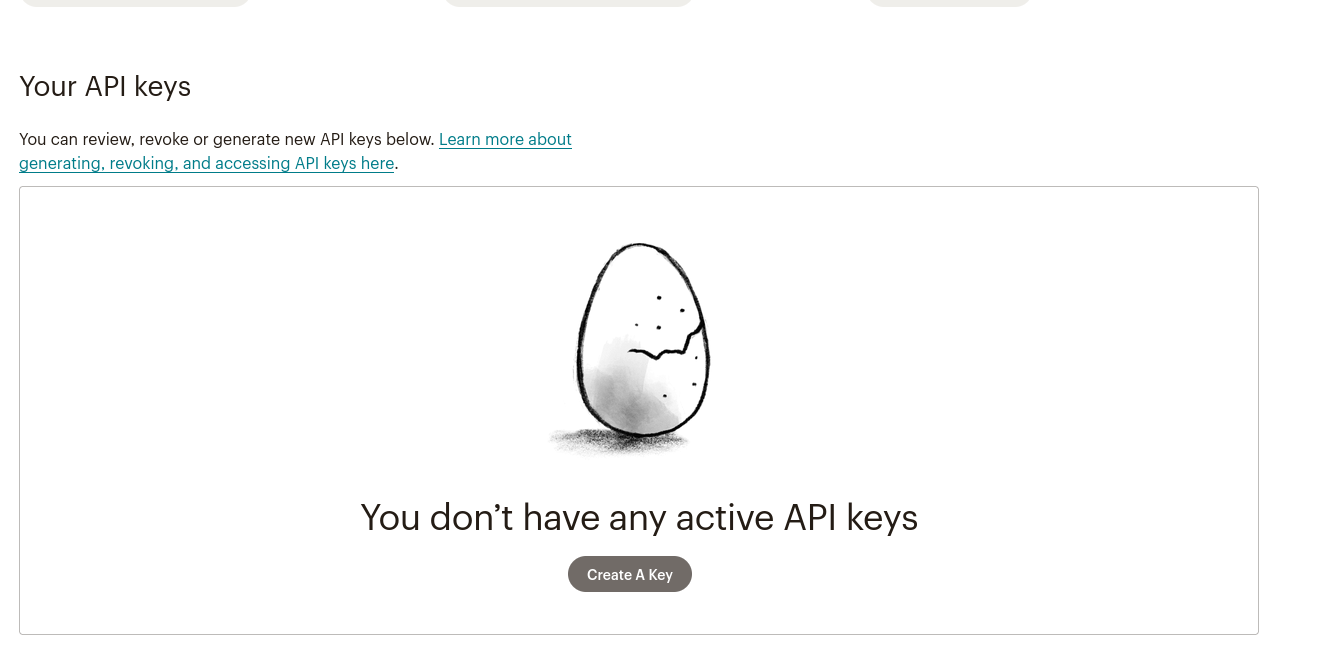 Your API keys
You can review, revoke or generate new API keys below. Learn more about
generating, revoking, and accessing API keys here.
You don’t have any active API keys
Create A Key